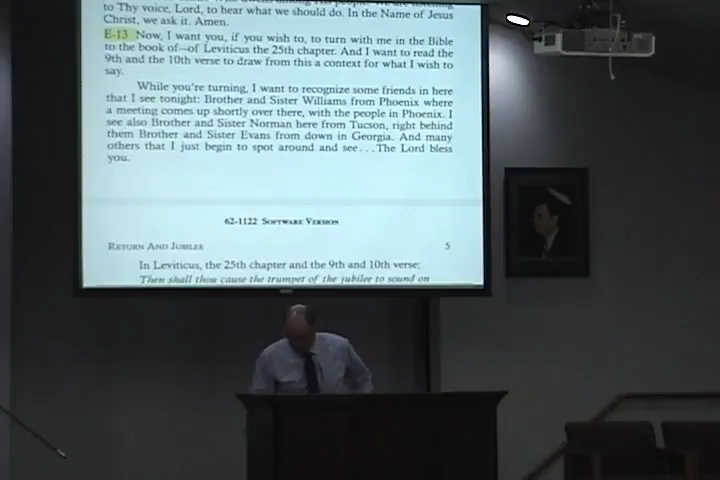 to Thy voice, Lord, to hear what we should do. In the Name of Jesus
Christ, we ask it. Amen.
E-13 Now, I want you, if you wish to, to turn with me in the Bible
to the book of—of Leviticus the 25th chapter. And I want to read the
9th and the 10th verse to draw from this a context for what I wish to
say.
While you're turning, I want to recognize some friends in here
that I see tonight: Brother and Sister Williams from Phoenix where
a meeting comes up shortly over there, with the people in Phoenix. I
see also Brother and Sister Norman here from Tucson, right behind
them Brother and Sister Evans from down in Georgia. And many
others that I just begin to spot around and see. . .The Lord bless
you.
62-1122 Software Version
Return And Jubilee 5
In Leviticus, the 25th chapter and the 9th and 10th verse;
Then shall thou cause the trumpet of the jubilee to sound on